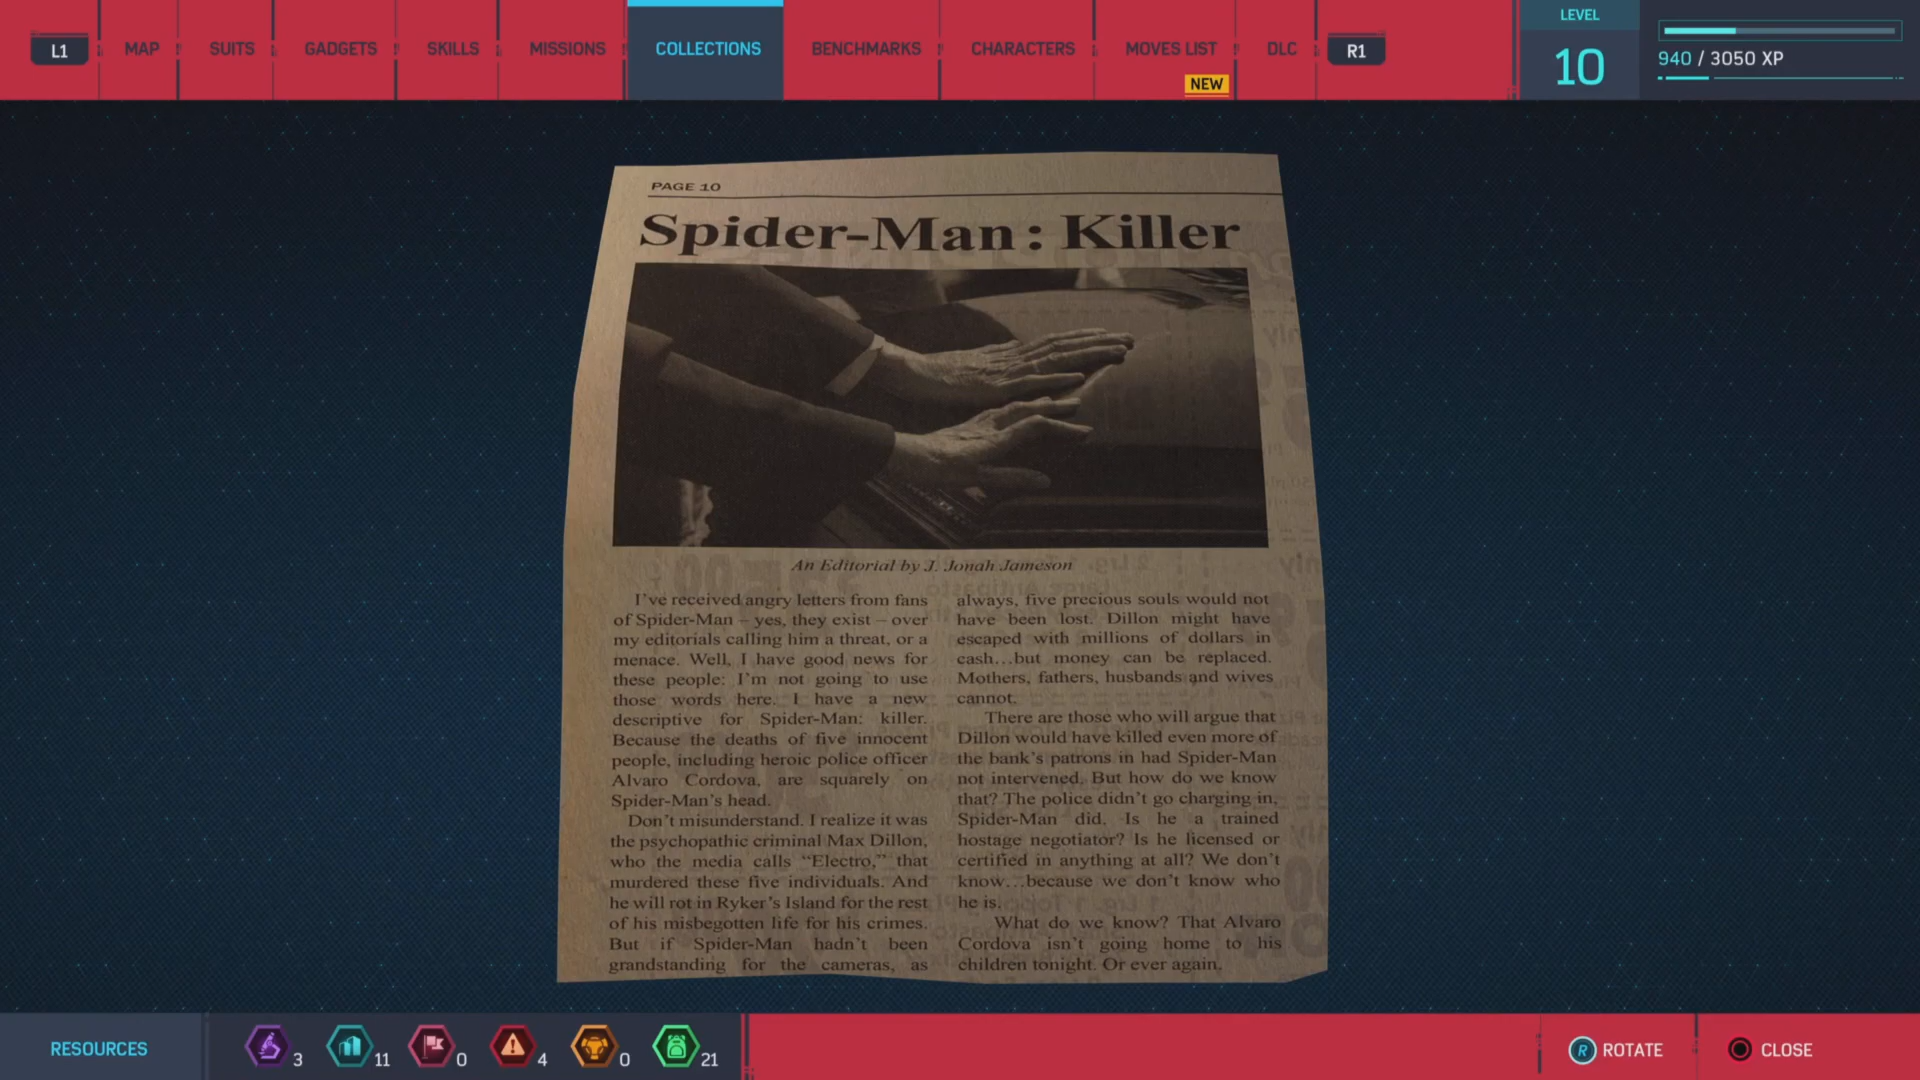 L1
MAP
SUITS
GADGETS
SKILLS
MISSIONS
COLLECTIONS
BENCHMARKS
CHARACTERS
MOVES LIST
NEW
DLC
R1
LEVEL
10
940 / 3050 XP
PAGE 10
Spider-Man: Killer
An Editorial by J. Jonah Jameson
I've received angry letters from fans
of Spider-Man – yes, they exist – over
my editorials calling him a threat, or a
menace. Well, I have good news for
these people: I'm not going to use
those words here. I have a new
descriptive for Spider-Man: killer.
Because the deaths of five innocent
people, including heroic police officer
Alvaro Cordova, are squarely on
Spider-Man's head.
Don't misunderstand. I realize it was
the psychopathic criminal Max Dillon,
who the media calls “Electro,” that
murdered these five individuals. And
he will rot in Ryker's Island for the rest
of his misbegotten life for his crimes.
But if Spider-Man hadn't been
grandstanding for the cameras, as
always, five precious souls would not
have been lost. Dillon might have
escaped with millions of dollars in
cash...but money can be replaced.
Mothers, fathers, husbands and wives
cannot.
There are those who will argue that
Dillon would have killed even more of
the bank's patrons in had Spider-Man
not intervened. But how do we know
that? The police didn't go charging in,
Spider-Man did. Is he a trained
hostage negotiator? Is he licensed or
certified in anything at all? We don't
know...because we don't know who
he is.
What do we know? That Alvaro
Cordova isn't going home to his
children tonight. Or ever again.
RESOURCES
3
11
0
4
0
21
R ROTATE
CLOSE